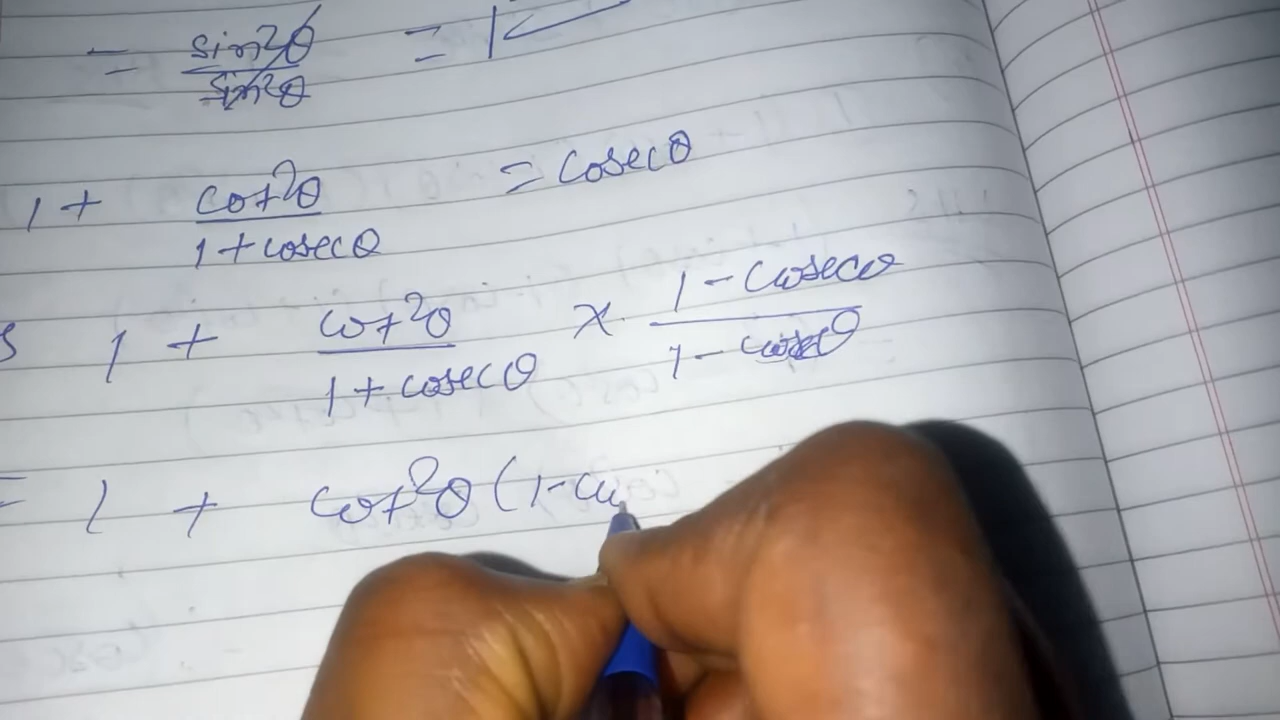 = sin²θ / sin²θ = 1
1 + cot²θ / 1 + cosecθ = cosecθ
s 1 + cot²θ / 1 + cosecθ × 1 - cosecθ / 1 - cosecθ
= 1 + cot²θ (1 - co